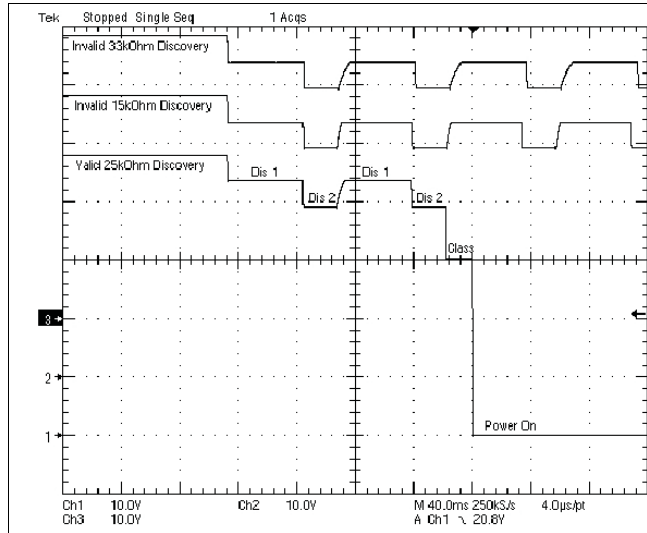 Tek Stopped Single Seq 1 Acqs
Invalid 33kOhm Discovery
Invalid 15kOhm Discovery
Valid 25kOhm Discovery
Dis 1
Dis 1
Dis 2
Dis 2
Class
3
2
Power On
1
Ch1 10.0V Ch2 10.0V M 40.0ms 250kS/s 4.0µs/pt
Ch3 10.0V A Ch1 ∖ 20.8V